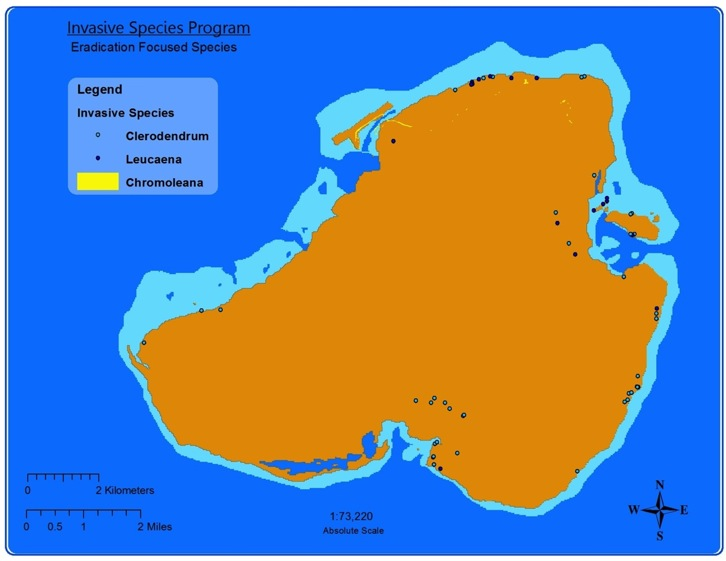 Invasive Species Program
Eradication Focused Species
Legend
Invasive Species
Clerodendrum
Leucaena
Chromoleana
0 2 Kilometers
0 0.5 1 2 Miles
1:73,220
Absolute Scale
N
W E
S